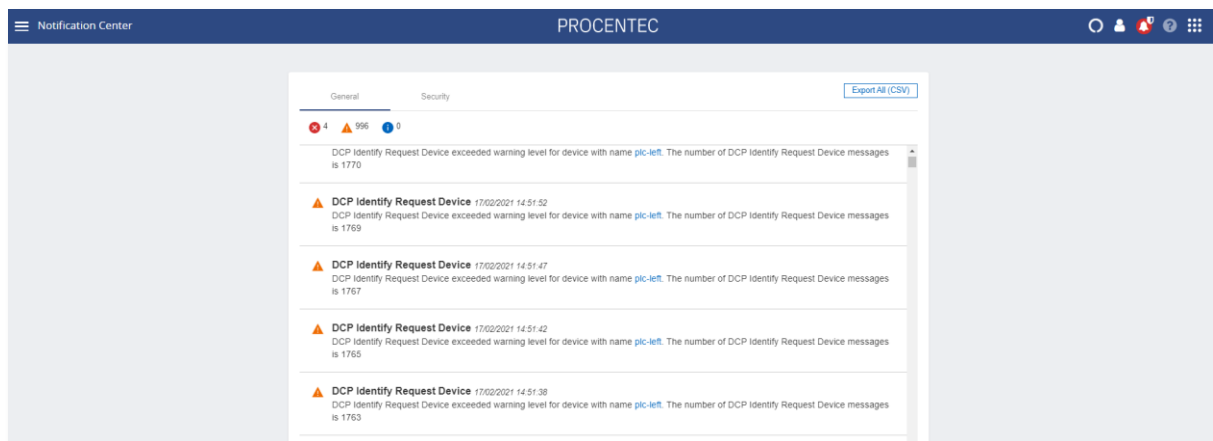 Notification Center
PROCENTEC
General
Security
Export All (CSV)
4
996
0
DCP Identify Request Device exceeded warning level for device with name plc-left. The number of DCP Identify Request Device messages
is 1770
DCP Identify Request Device 17/02/2021 14:51:52
DCP Identify Request Device exceeded warning level for device with name plc-left. The number of DCP Identify Request Device messages
is 1769
DCP Identify Request Device 17/02/2021 14:51:47
DCP Identify Request Device exceeded warning level for device with name plc-left. The number of DCP Identify Request Device messages
is 1767
DCP Identify Request Device 17/02/2021 14:51:42
DCP Identify Request Device exceeded warning level for device with name plc-left. The number of DCP Identify Request Device messages
is 1765
DCP Identify Request Device 17/02/2021 14:51:38
DCP Identify Request Device exceeded warning level for device with name plc-left. The number of DCP Identify Request Device messages
is 1763